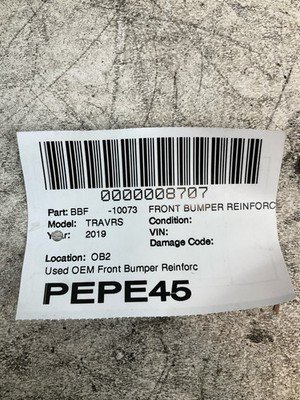 0000008707
Part: BBF -10073 FRONT BUMPER REINFORC
Model: TRAVRS Condition:
Year: 2019 VIN:
Damage Code:
Location: OB2
Used OEM Front Bumper Reinforc
PEPE45